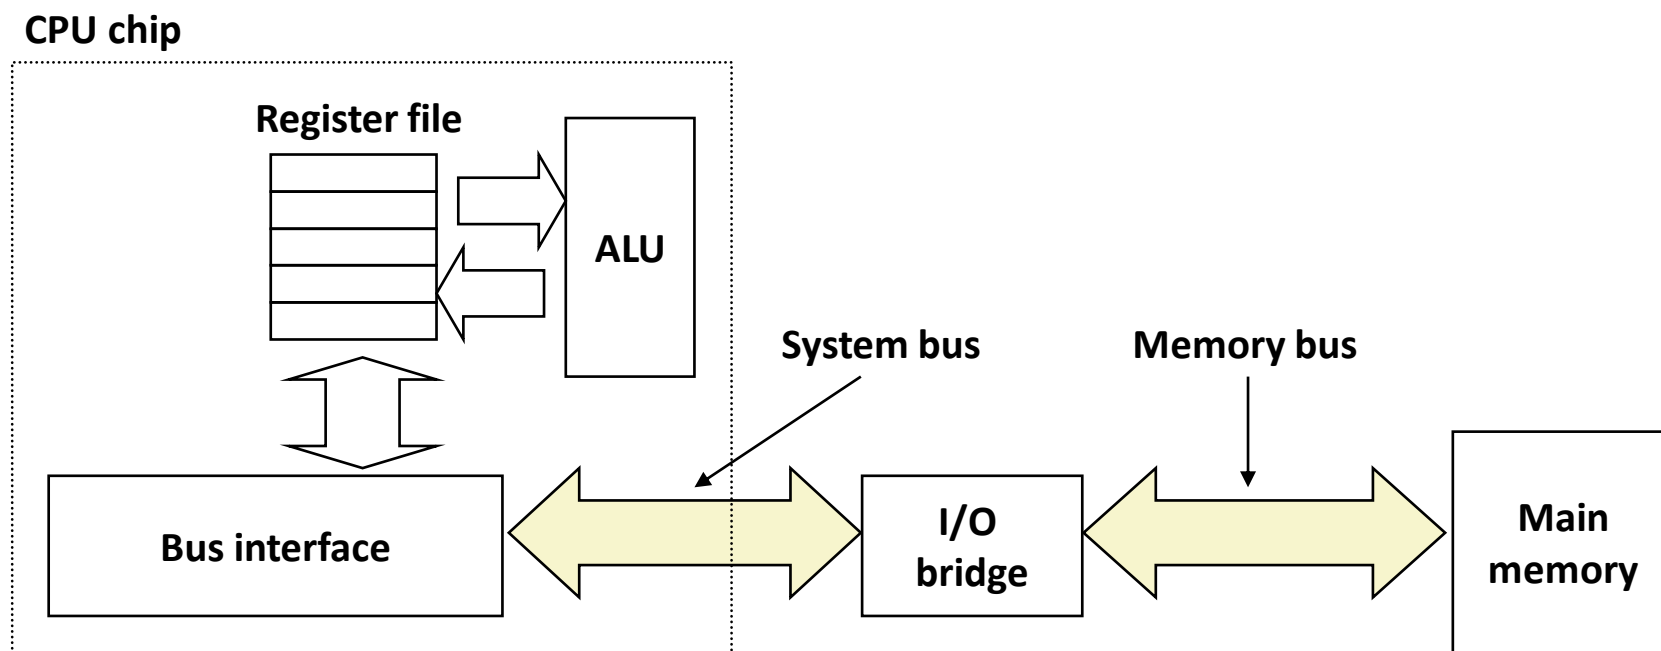 CPU chip
Register file
ALU
System bus
Memory bus
Bus interface
I/O
bridge
Main
memory